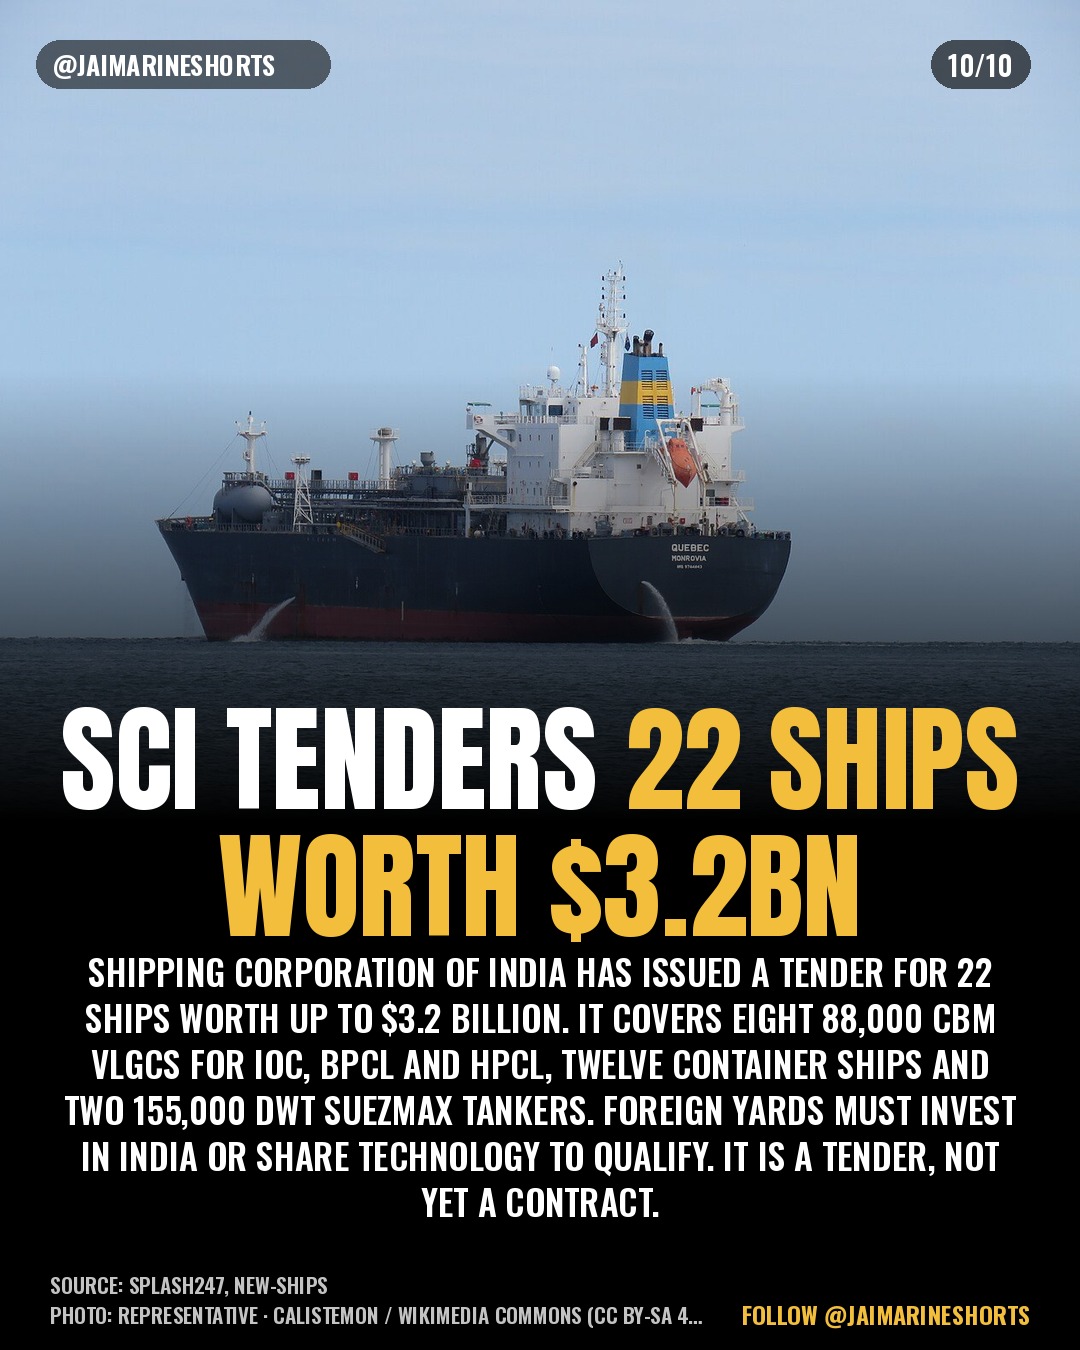 @JAIMARINESHORTS
10/10
QUEBEC
MONROVIA
SCI TENDERS 22 SHIPS
WORTH $3.2BN
SHIPPING CORPORATION OF INDIA HAS ISSUED A TENDER FOR 22
SHIPS WORTH UP TO $3.2 BILLION. IT COVERS EIGHT 88,000 CBM
VLGCS FOR IOC, BPCL AND HPCL, TWELVE CONTAINER SHIPS AND
TWO 155,000 DWT SUEZMAX TANKERS. FOREIGN YARDS MUST INVEST
IN INDIA OR SHARE TECHNOLOGY TO QUALIFY. IT IS A TENDER, NOT
YET A CONTRACT.
SOURCE: SPLASH247, NEW-SHIPS
PHOTO: REPRESENTATIVE · CALISTEMON / WIKIMEDIA COMMONS (CC BY-SA 4...
FOLLOW @JAIMARINESHORTS